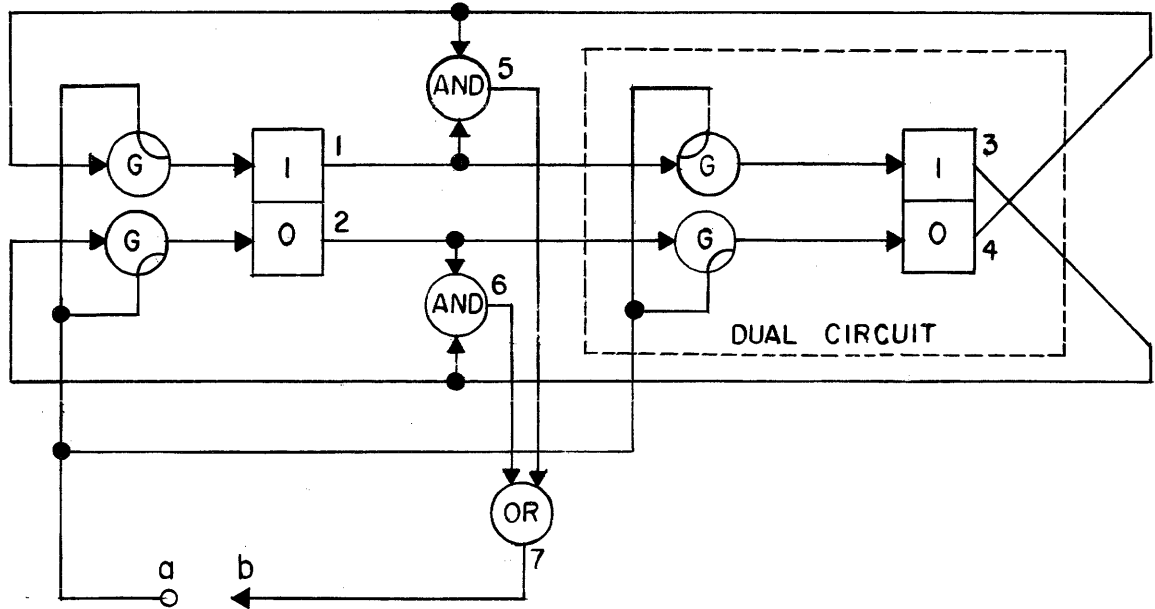 AND 5
G I 1 G I 3
G O 2 G O 4
AND 6
DUAL CIRCUIT
OR
7
a b